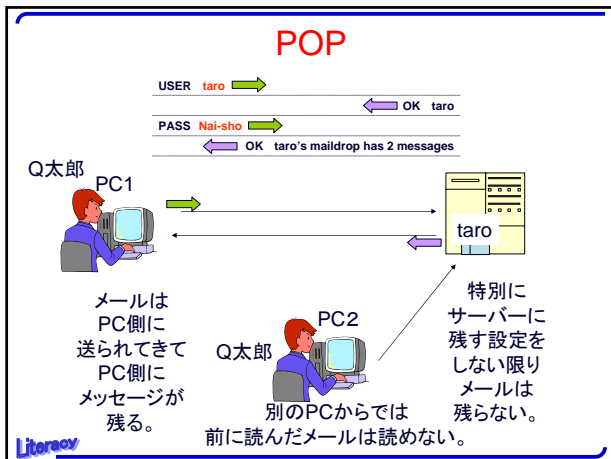 POP
USER taro
OK taro
PASS Nai-sho
OK taro's maildrop has 2 messages
Q太郎
PC1
taro
メールは
PC側に
送られてきて
PC側に
メッセージが
残る。
PC2
Q太郎
別のPCからでは
前に読んだメールは読めない。
特別に
サーバーに
残す設定を
しない限り
メールは
残らない。
Literacy